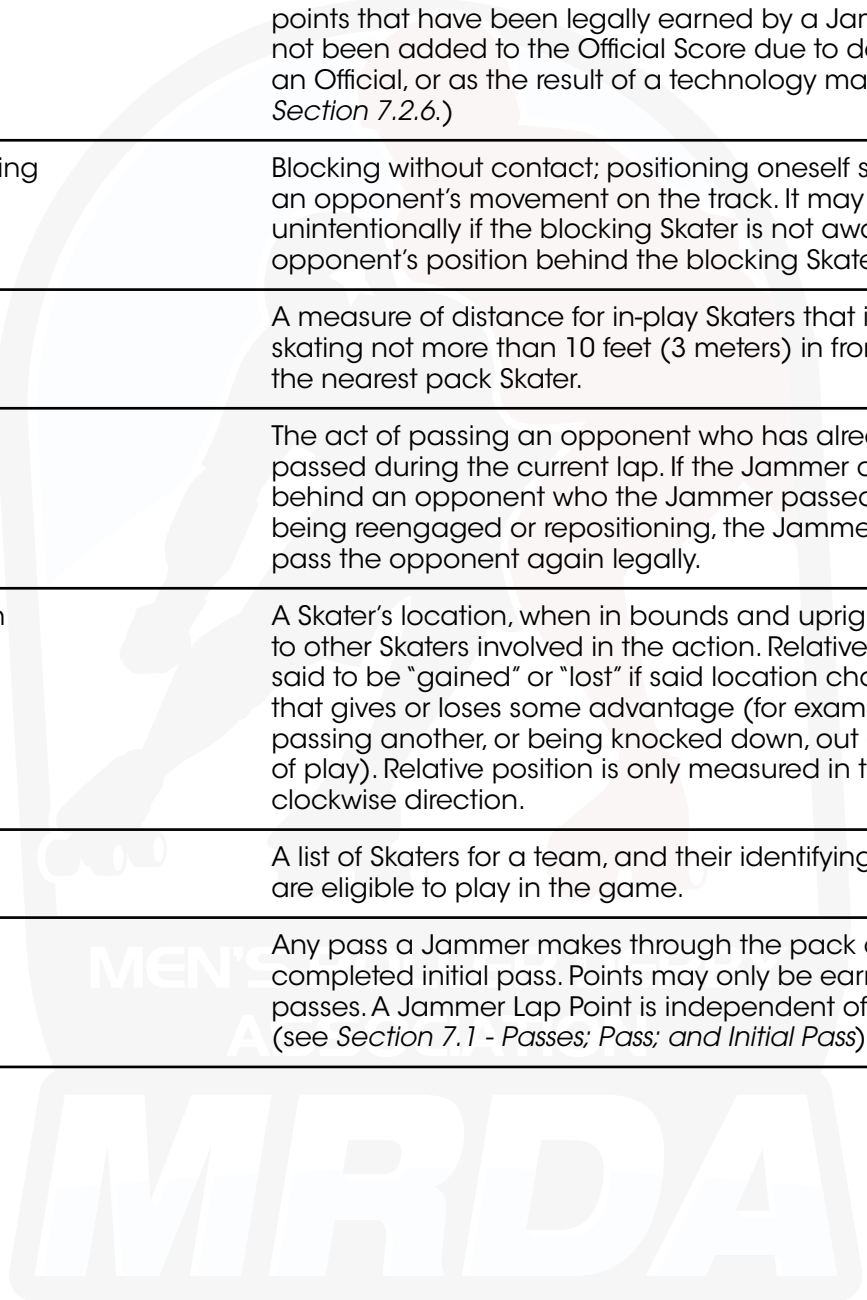 points that have been legally earned by a Jar
not been added to the Official Score due to d
an Official, or as the result of a technology ma
Section 7.2.6.)
ing
Blocking without contact; positioning oneself s
an opponent’s movement on the track. It may
unintentionally if the blocking Skater is not awa
opponent’s position behind the blocking Skate
A measure of distance for in-play Skaters that i
skating not more than 10 feet (3 meters) in fror
the nearest pack Skater.
The act of passing an opponent who has alre
passed during the current lap. If the Jammer c
behind an opponent who the Jammer passed
being reengaged or repositioning, the Jamme
pass the opponent again legally.
n
A Skater’s location, when in bounds and uprig
to other Skaters involved in the action. Relative
said to be “gained” or “lost” if said location cha
that gives or loses some advantage (for exam
passing another, or being knocked down, out
of play). Relative position is only measured in t
clockwise direction.
A list of Skaters for a team, and their identifying
are eligible to play in the game.
Any pass a Jammer makes through the pack
completed initial pass. Points may only be earn
passes. A Jammer Lap Point is independent of
(see Section 7.1 - Passes; Pass; and Initial Pass)
MEN'S ROLLER DERBY
ASSOCIATION
MRDA